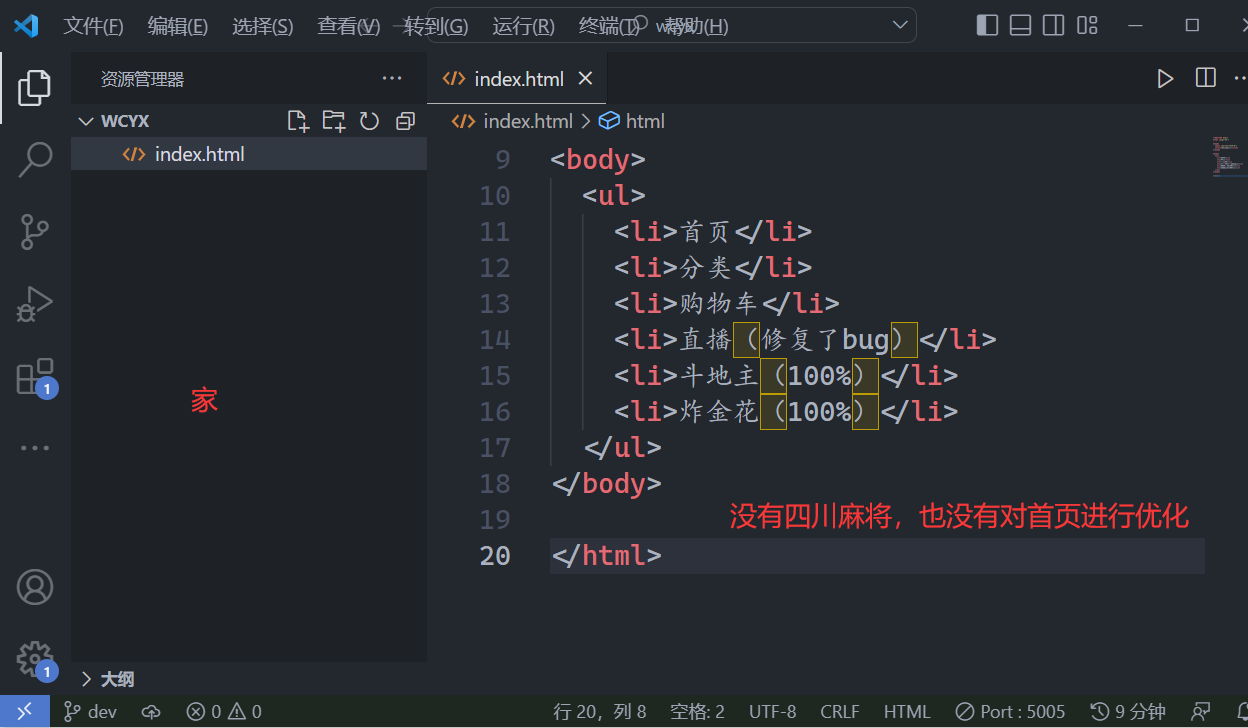 文件(F) 编辑(E) 选择(S) 查看(V) 转到(G) 运行(R) 终端(T) 帮助(H)
资源管理器 ···
index.html
WCYX
index.html
index.html > html
9 <body>
10 <ul>
11 <li>首页</li>
12 <li>分类</li>
13 <li>购物车</li>
14 <li>直播（修复了bug）</li>
15 <li>斗地主（100%）</li>
16 <li>炸金花（100%）</li>
17 </ul>
18 </body>
19
20 </html>
家
没有四川麻将，也没有对首页进行优化
1
1
大纲
dev 0 0 行 20，列 8 空格: 2 UTF-8 CRLF HTML Port : 5005 9 分钟